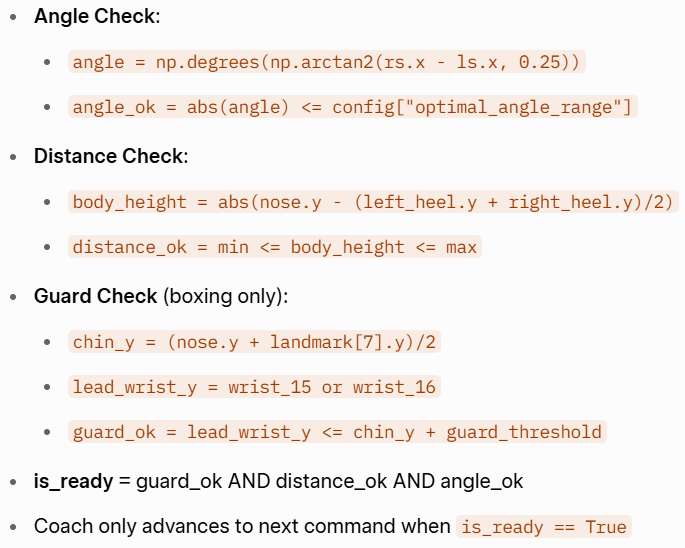 Angle Check:
angle = np.degrees(np.arctan2(rs.x - ls.x, 0.25))
angle_ok = abs(angle) <= config["optimal_angle_range"]
Distance Check:
body_height = abs(nose.y - (left_heel.y + right_heel.y)/2)
distance_ok = min <= body_height <= max
Guard Check (boxing only):
chin_y = (nose.y + landmark[7].y)/2
lead_wrist_y = wrist_15 or wrist_16
guard_ok = lead_wrist_y <= chin_y + guard_threshold
is_ready = guard_ok AND distance_ok AND angle_ok
Coach only advances to next command when is_ready == True